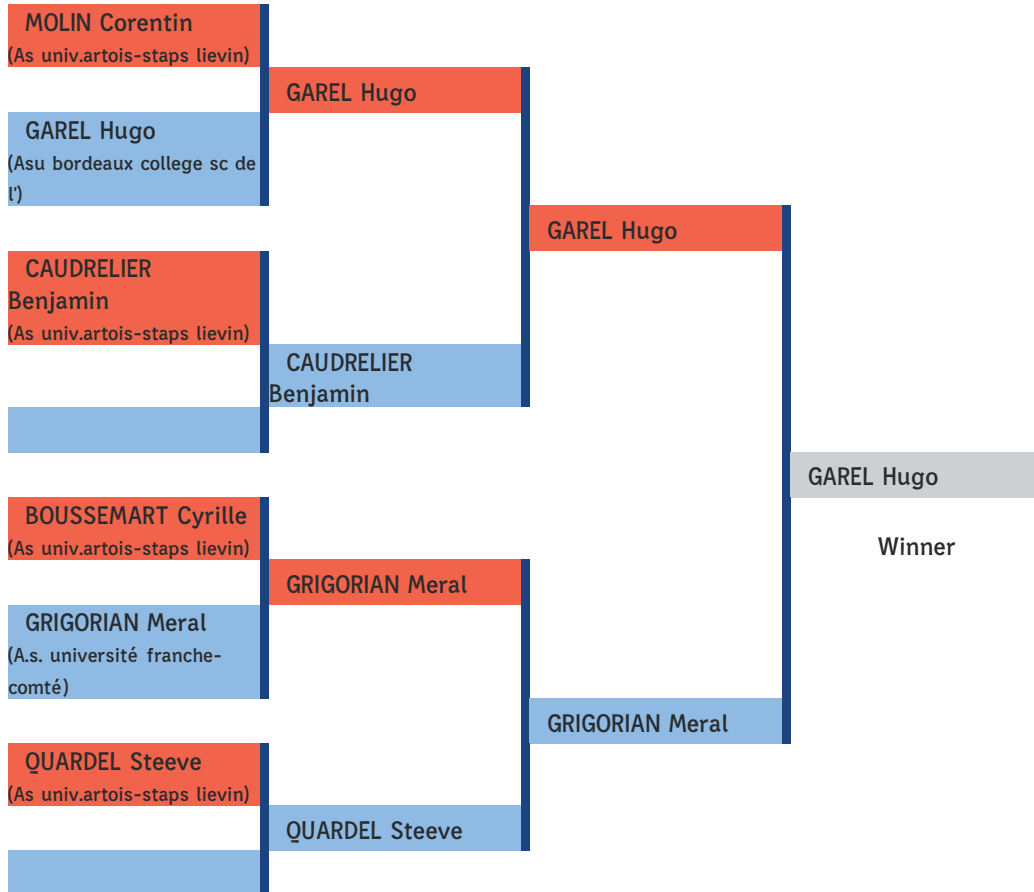 MOLIN Corentin
(As univ.artois-staps lievin)
GAREL Hugo
GAREL Hugo
(Asu bordeaux college sc de
l')
GAREL Hugo
CAUDRELIER
Benjamin
(As univ.artois-staps lievin)
CAUDRELIER
Benjamin
GAREL Hugo
Winner
BOUSSEMART Cyrille
(As univ.artois-staps lievin)
GRIGORIAN Meral
GRIGORIAN Meral
(A.s. université franche-
comté)
GRIGORIAN Meral
QUARDEL Steeve
(As univ.artois-staps lievin)
QUARDEL Steeve